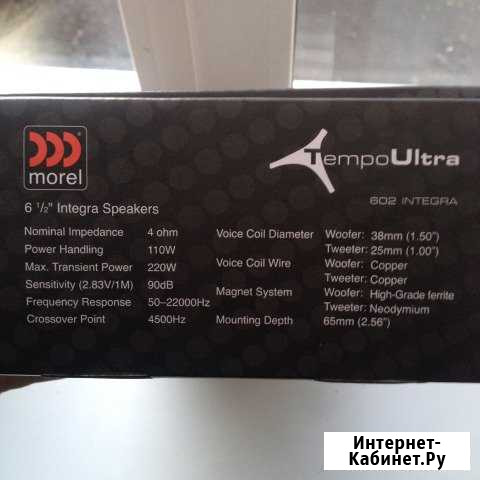 morel
TempoUltra
602 INTEGRA
6 1/2" Integra Speakers
Nominal Impedance 4 ohm
Power Handling 110W
Max. Transient Power 220W
Sensitivity (2.83V/1M) 90dB
Frequency Response 50–22000Hz
Crossover Point 4500Hz
Voice Coil Diameter Woofer: 38mm (1.50")
Tweeter: 25mm (1.00")
Voice Coil Wire Woofer: Copper
Tweeter: Copper
Magnet System Woofer: High-Grade ferrite
Tweeter: Neodymium
Mounting Depth 65mm (2.56")
Интернет-
Кабинет.Ру